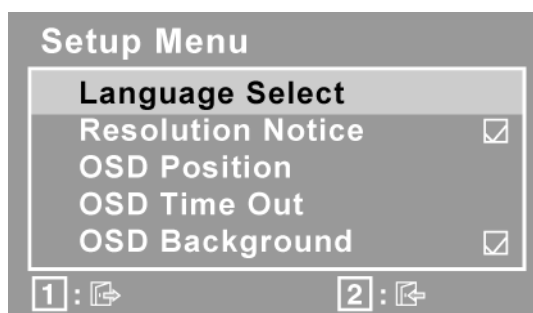 Setup Menu
Language Select
Resolution Notice
OSD Position
OSD Time Out
OSD Background
1 : 2 :